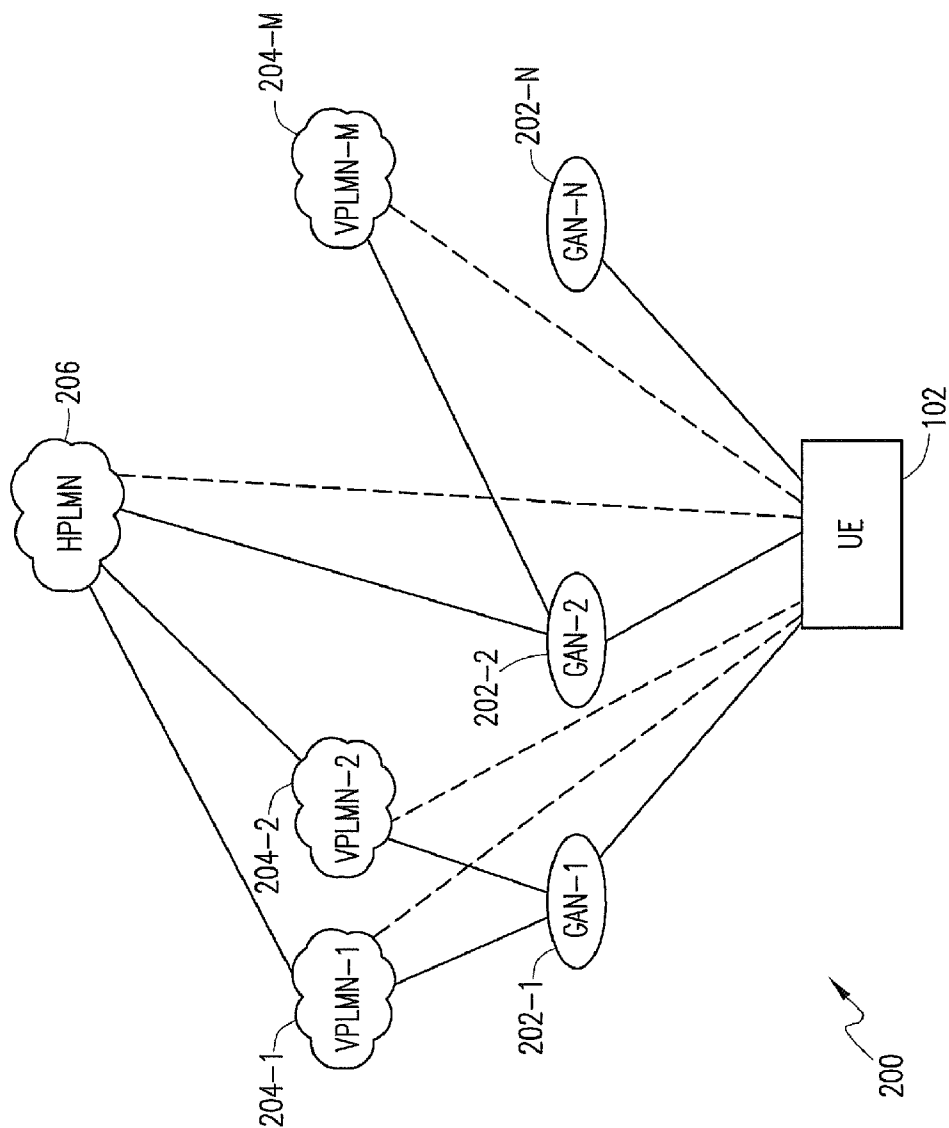 206
HPLMN
204-M
VPLMN-M
204-1
VPLMN-1
204-2
VPLMN-2
202-N
GAN-N
202-2
GAN-2
202-1
GAN-1
UE
102
200